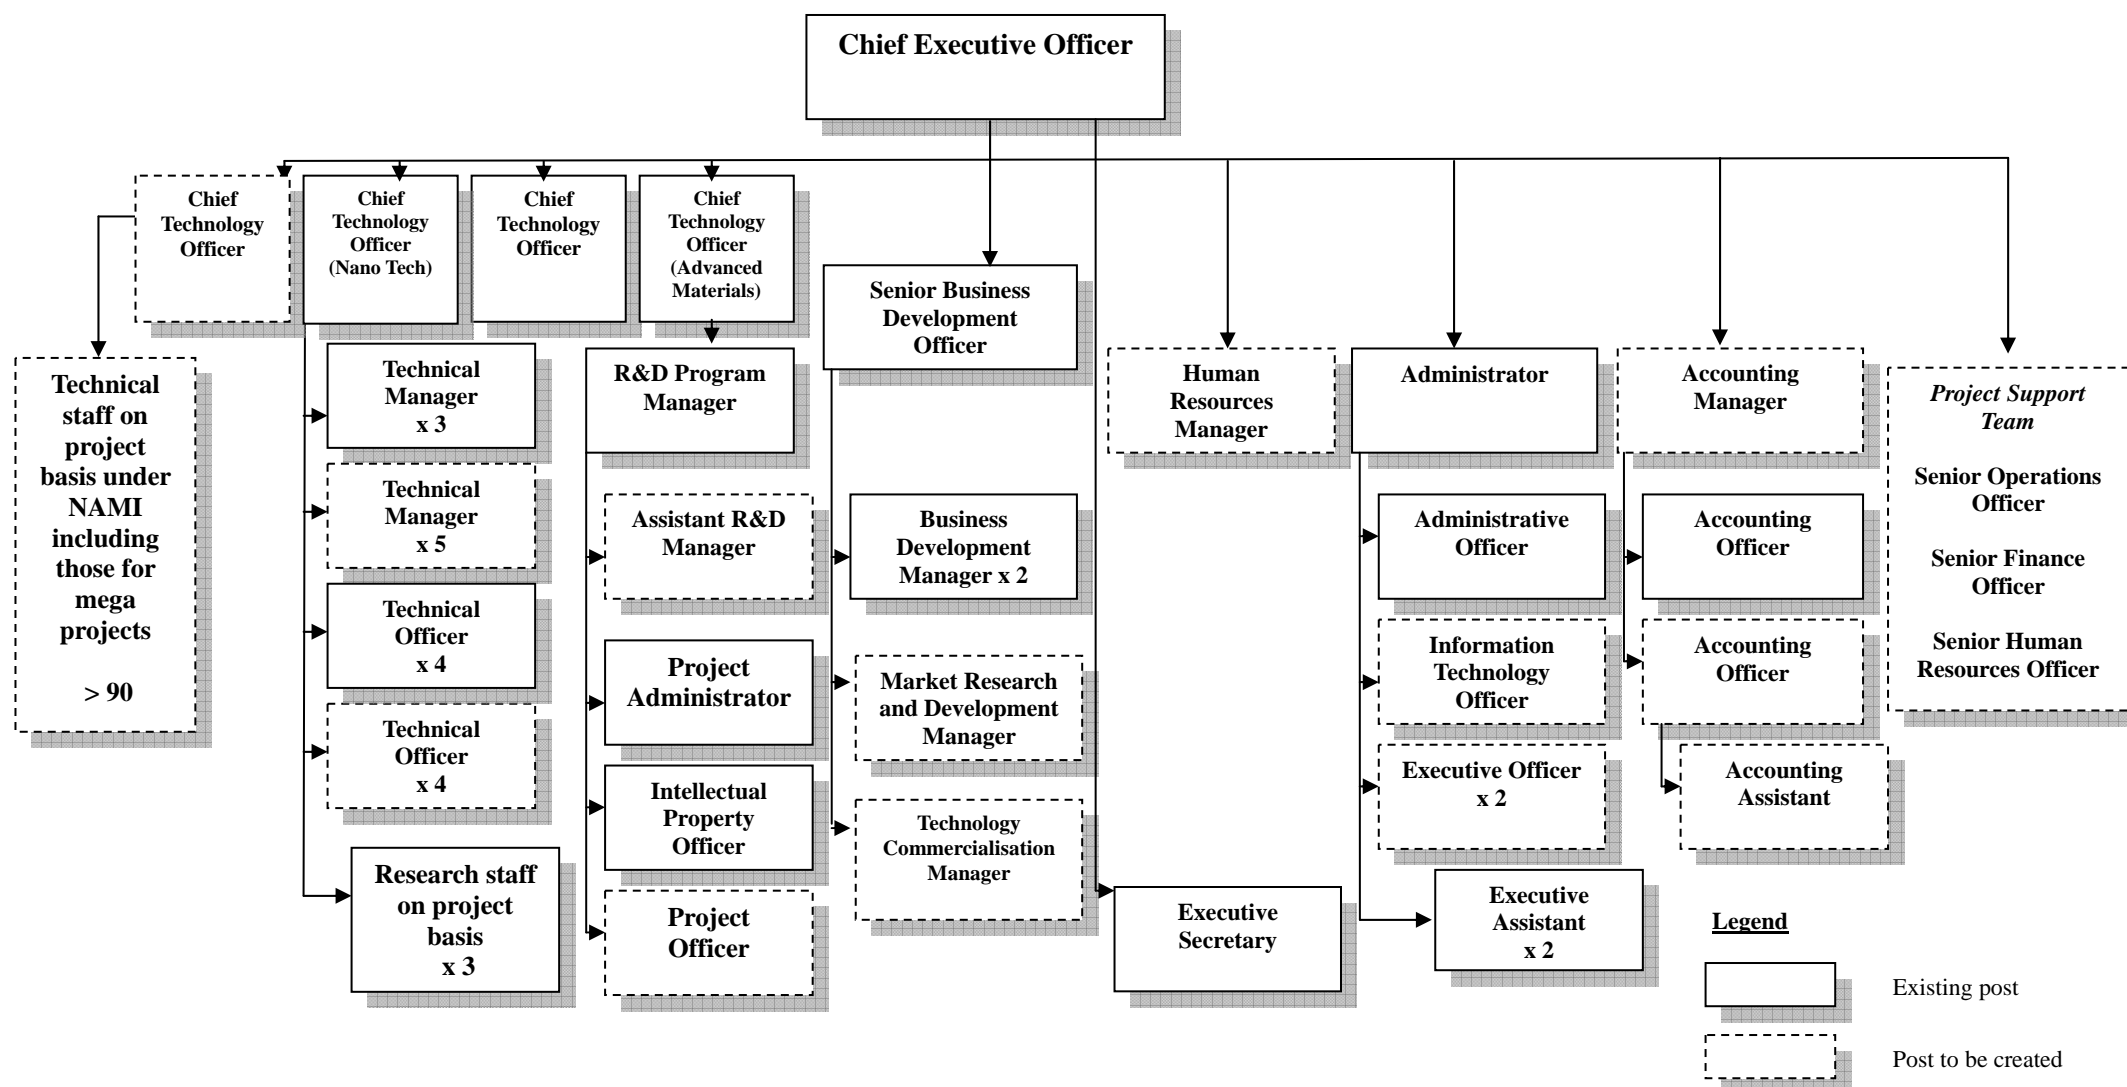 Chief Executive Officer
Chief
Technology
Officer
Chief
Technology
Officer
(Nano Tech)
Chief
Technology
Officer
Chief
Technology
Officer
(Advanced
Materials)
Senior Business
Development
Officer
Technical
staff on
project
basis under
NAMI
including
those for
mega
projects
> 90
Technical
Manager
x 3
Technical
Manager
x 5
Technical
Officer
x 4
Technical
Officer
x 4
Research staff
on project
basis
x 3
R&D Program
Manager
Assistant R&D
Manager
Project
Administrator
Intellectual
Property
Officer
Project
Officer
Business
Development
Manager x 2
Market Research
and Development
Manager
Technology
Commercialisation
Manager
Human
Resources
Manager
Executive
Secretary
Administrator
Administrative
Officer
Information
Technology
Officer
Executive Officer
x 2
Executive
Assistant
x 2
Accounting
Manager
Accounting
Officer
Accounting
Officer
Accounting
Assistant
Project Support
Team
Senior Operations
Officer
Senior Finance
Officer
Senior Human
Resources Officer
Legend
Existing post
Post to be created